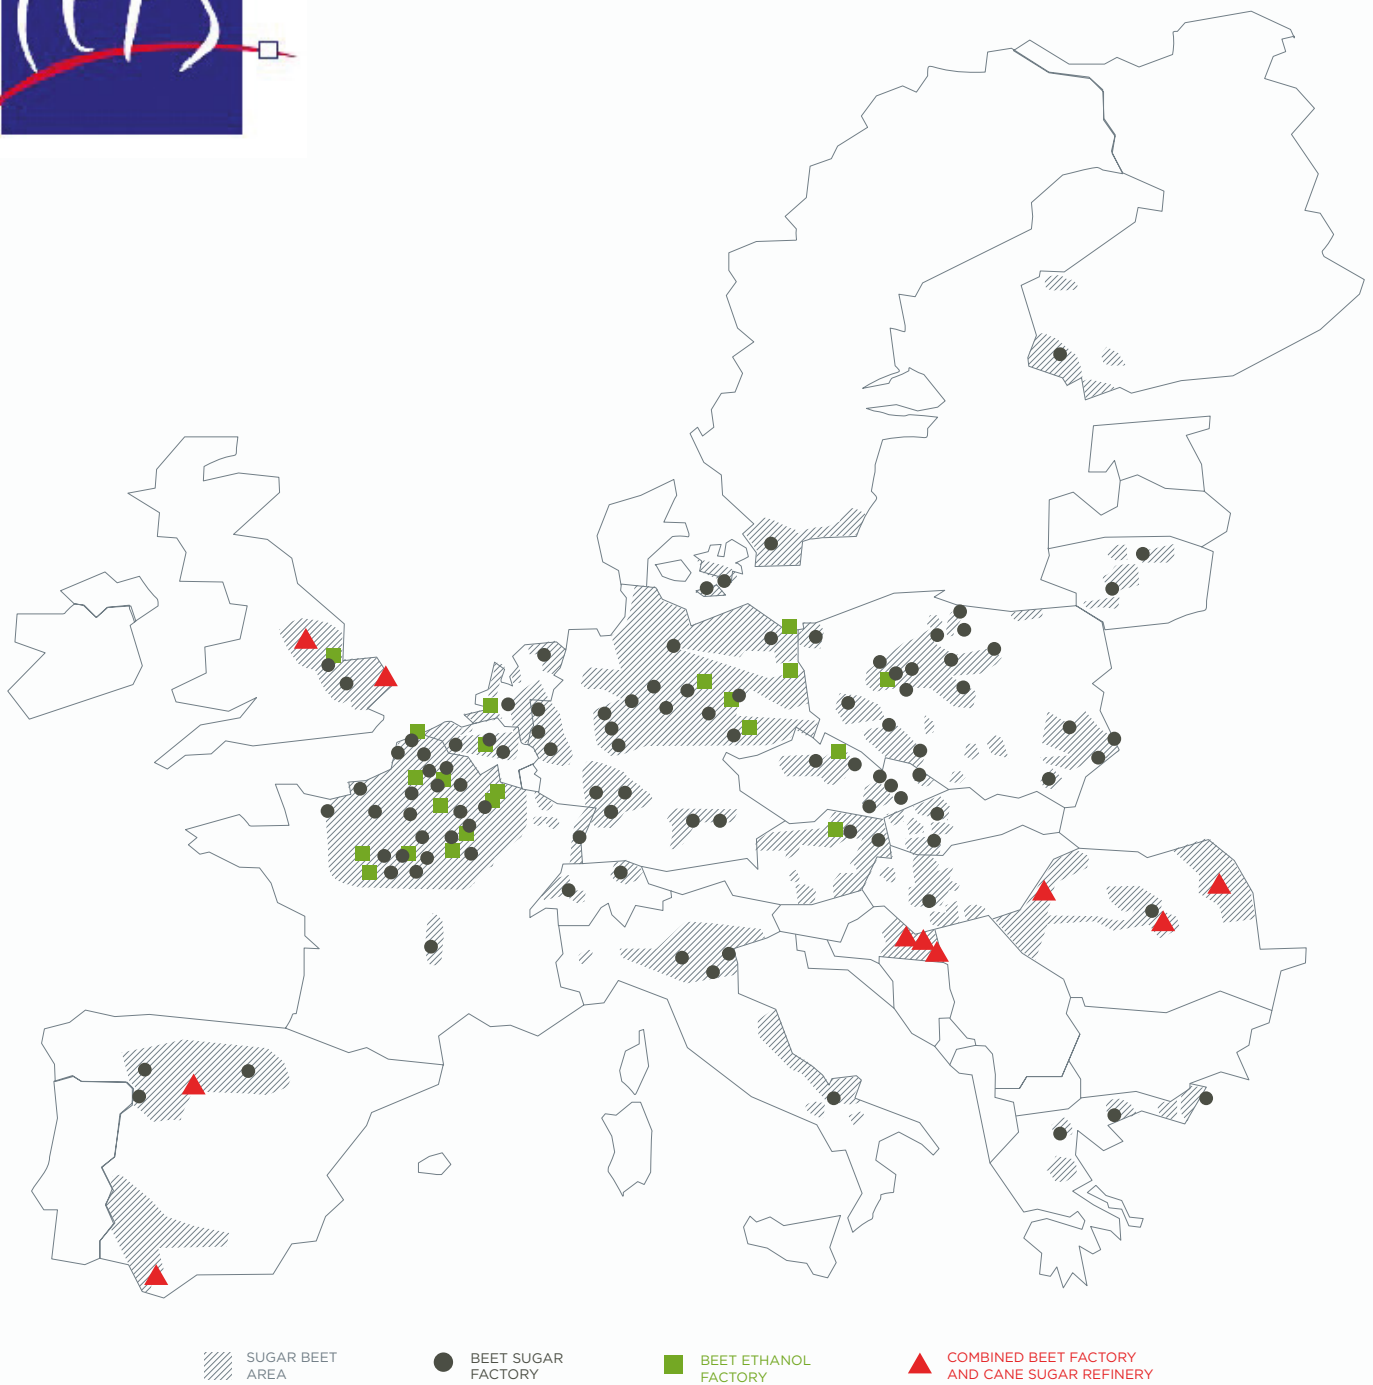 SUGAR BEET
AREA
BEET SUGAR
FACTORY
BEET ETHANOL
FACTORY
COMBINED BEET FACTORY
AND CANE SUGAR REFINERY